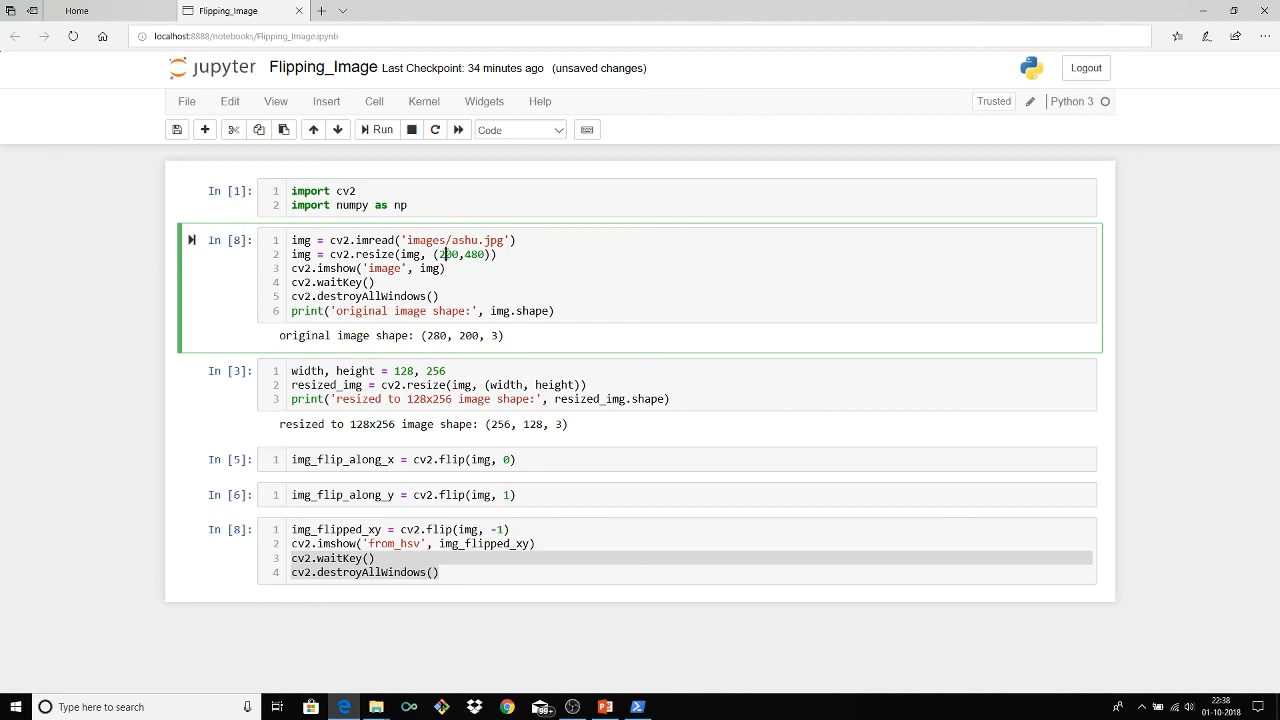 Home
Flipping_Image
localhost:8888/notebooks/Flipping_Image.ipynb
jupyter Flipping_Image Last Checkpoint: 34 minutes ago (unsaved changes)
Logout
File Edit View Insert Cell Kernel Widgets Help
Trusted
Python 3
Run
Code
In [1]:
1 import cv2
2 import numpy as np
In [8]:
1 img = cv2.imread('images/ashu.jpg')
2 img = cv2.resize(img, (200,480))
3 cv2.imshow('image', img)
4 cv2.waitKey()
5 cv2.destroyAllWindows()
6 print('original image shape:', img.shape)
original image shape: (280, 200, 3)
In [3]:
1 width, height = 128, 256
2 resized_img = cv2.resize(img, (width, height))
3 print('resized to 128x256 image shape:', resized_img.shape)
resized to 128x256 image shape: (256, 128, 3)
In [5]:
1 img_flip_along_x = cv2.flip(img, 0)
In [6]:
1 img_flip_along_y = cv2.flip(img, 1)
In [8]:
1 img_flipped_xy = cv2.flip(img, -1)
2 cv2.imshow('from_hsv', img_flipped_xy)
3 cv2.waitKey()
4 cv2.destroyAllWindows()
Type here to search
99+
22:38
01-10-2018